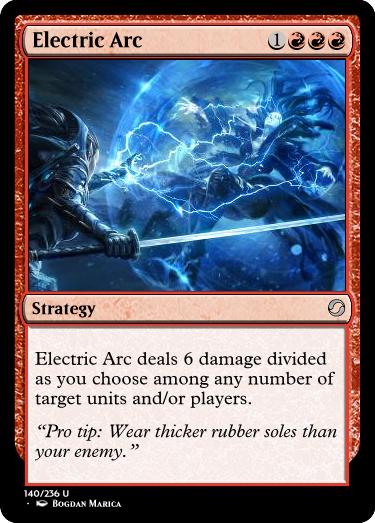 Electric Arc 1
Strategy
Electric Arc deals 6 damage divided
as you choose among any number of
target units and/or players.
“Pro tip: Wear thicker rubber soles than
your enemy.”
140/236 U
· Bogdan Marica